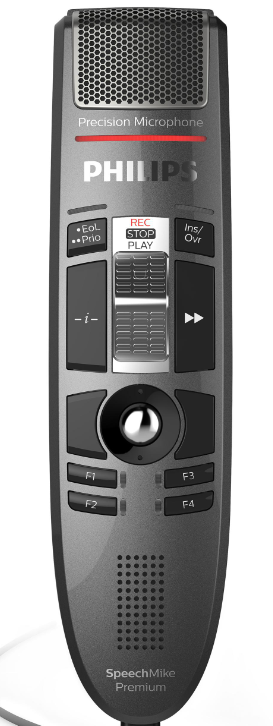 Precision Microphone
PHILIPS
•EoL
••Prio
REC
STOP
PLAY
Ins/
Ovr
-i-
F1
F3
F2
F4
SpeechMike
Premium